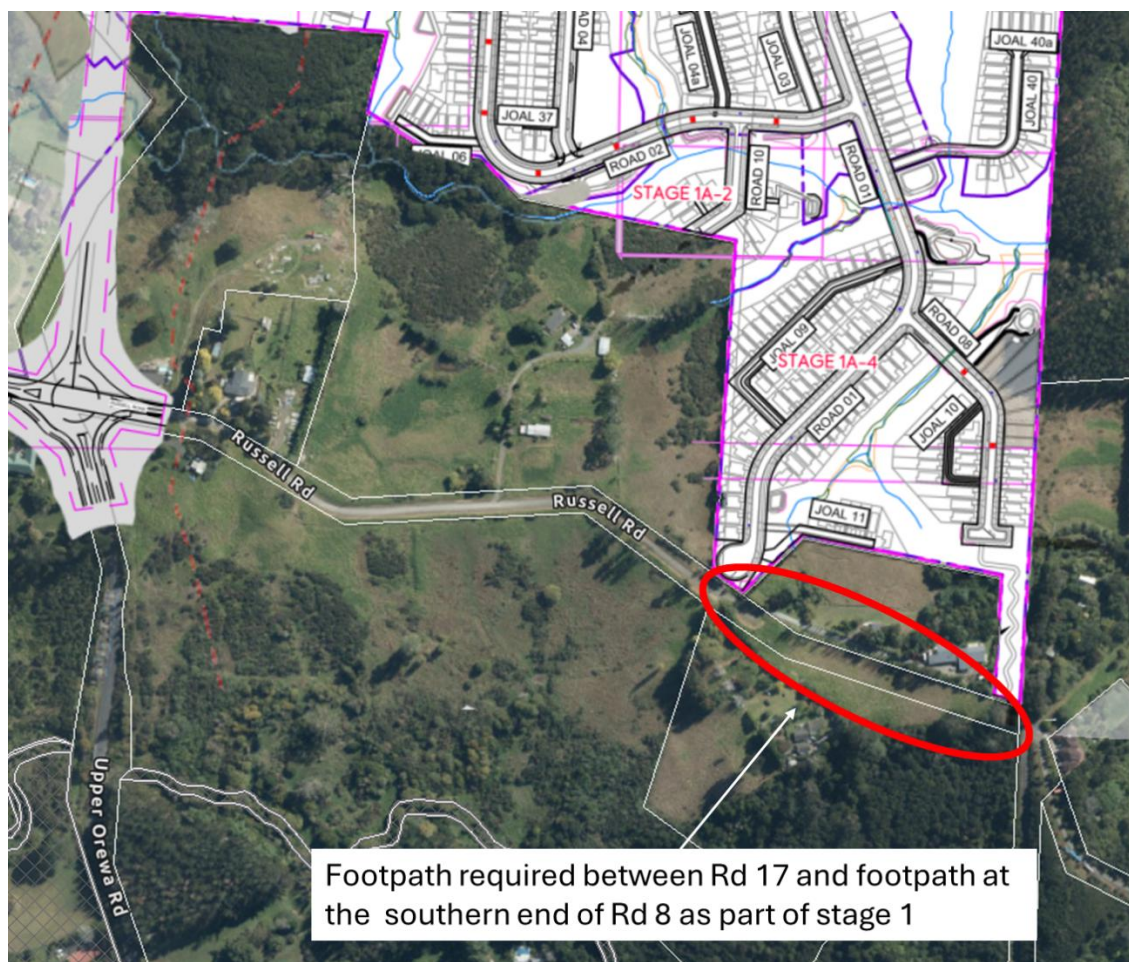 AD 04
JOAL 04a
JOAL 03
JOAL 40a
JOAL 40
JOAL 37
JOAL 06
ROAD 02
ROAD 10
ROAD 01
STAGE 1A-2
JOAL 09
ROAD 08
STAGE 1A-4
ROAD 01
JOAL 10
Russell Rd
Russell Rd
JOAL 11
Upper Orewa Rd
Footpath required between Rd 17 and footpath at
the southern end of Rd 8 as part of stage 1